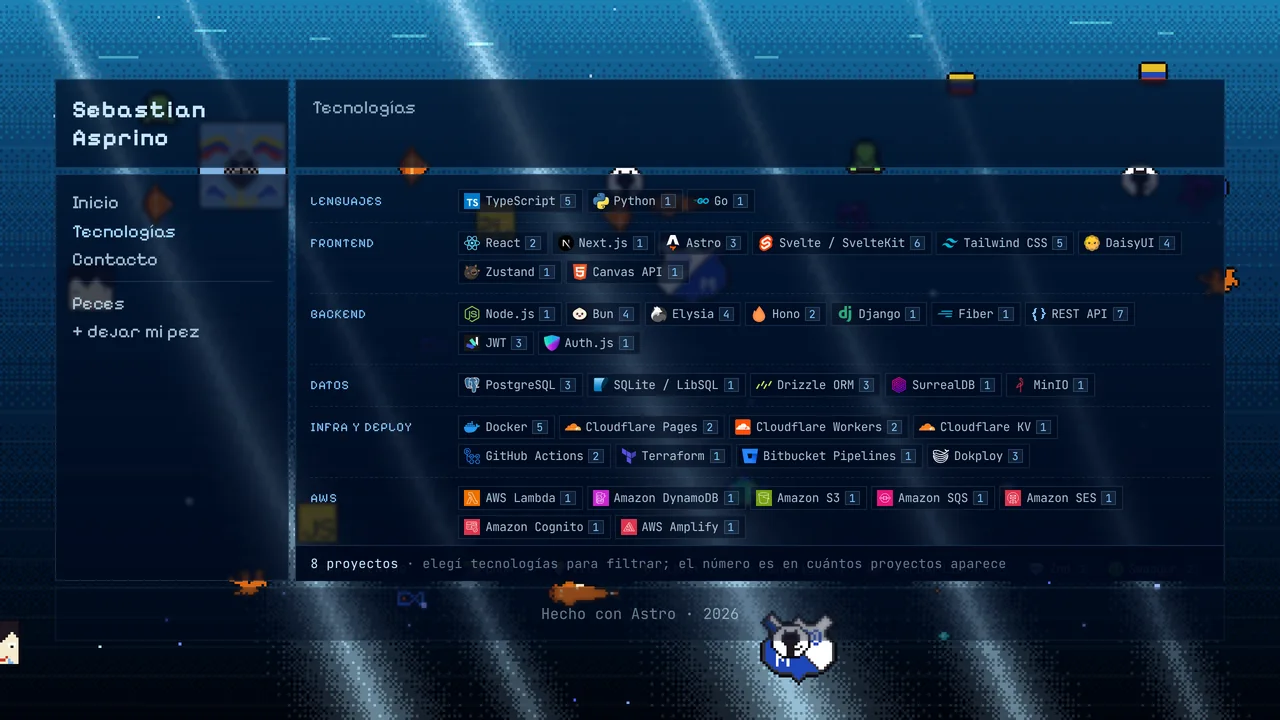 Sebastian
Asprino
Tecnologías
Inicio
Tecnologías
Contacto
Peces
+ dejar mi pez
LENGUAJES
TypeScript 5 Python 1 Go 1
FRONTEND
React 2 Next.js 1 Astro 3 Svelte / SvelteKit 6 Tailwind CSS 5 DaisyUI 4
Zustand 1 Canvas API 1
BACKEND
Node.js 1 Bun 4 Elysia 4 Hono 2 Django 1 Fiber 1 REST API 7
JWT 3 Auth.js 1
DATOS
PostgreSQL 3 SQLite / LibSQL 1 Drizzle ORM 3 SurrealDB 1 MinIO 1
INFRA Y DEPLOY
Docker 5 Cloudflare Pages 2 Cloudflare Workers 2 Cloudflare KV 1
GitHub Actions 2 Terraform 1 Bitbucket Pipelines 1 Dokploy 3
AWS
AWS Lambda 1 Amazon DynamoDB 1 Amazon S3 1 Amazon SQS 1 Amazon SES 1
Amazon Cognito 1 AWS Amplify 1
8 proyectos · elegí tecnologías para filtrar; el número es en cuántos proyectos aparece
Hecho con Astro · 2026